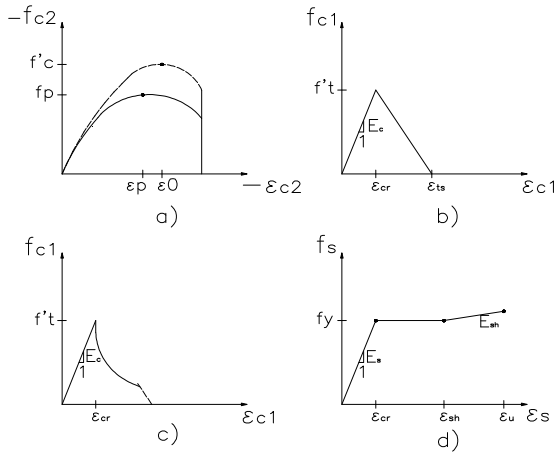 -fc2
f'c
fp
εp ε0
-εc2
a)
fc1
f't
Ec
1
εcr εts
εc1
b)
fc1
f't
Ec
1
εcr
εc1
c)
fs
fy
Es
1
Esh
εcr εsh εu
εs
d)